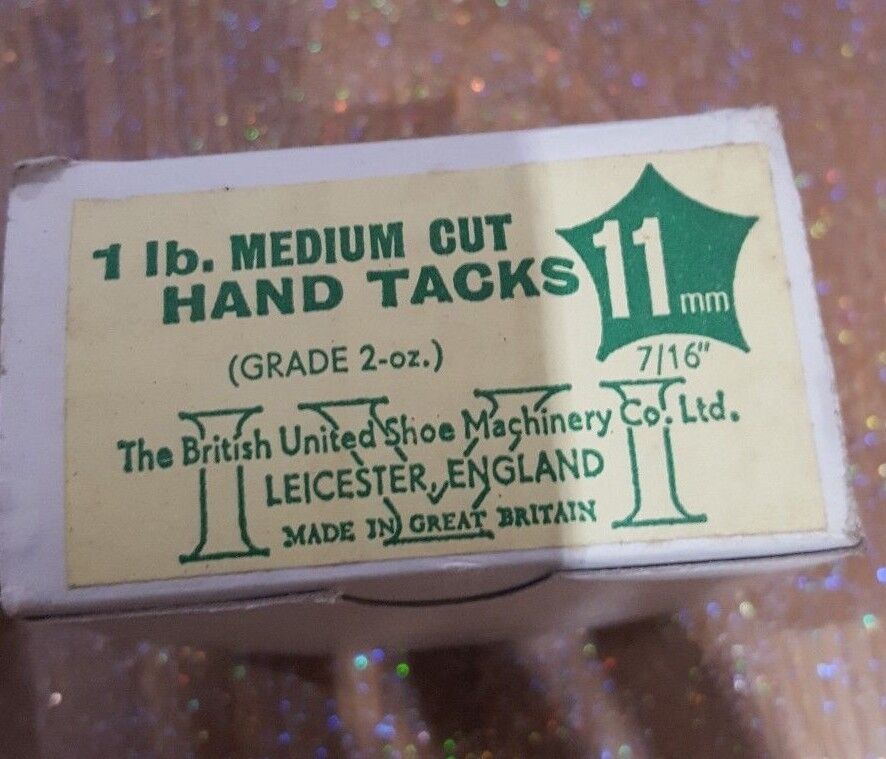 1 lb. MEDIUM CUT
HAND TACKS
11 mm
7/16"
(GRADE 2-oz.)
The British United Shoe Machinery Co. Ltd.
LEICESTER, ENGLAND
MADE IN GREAT BRITAIN